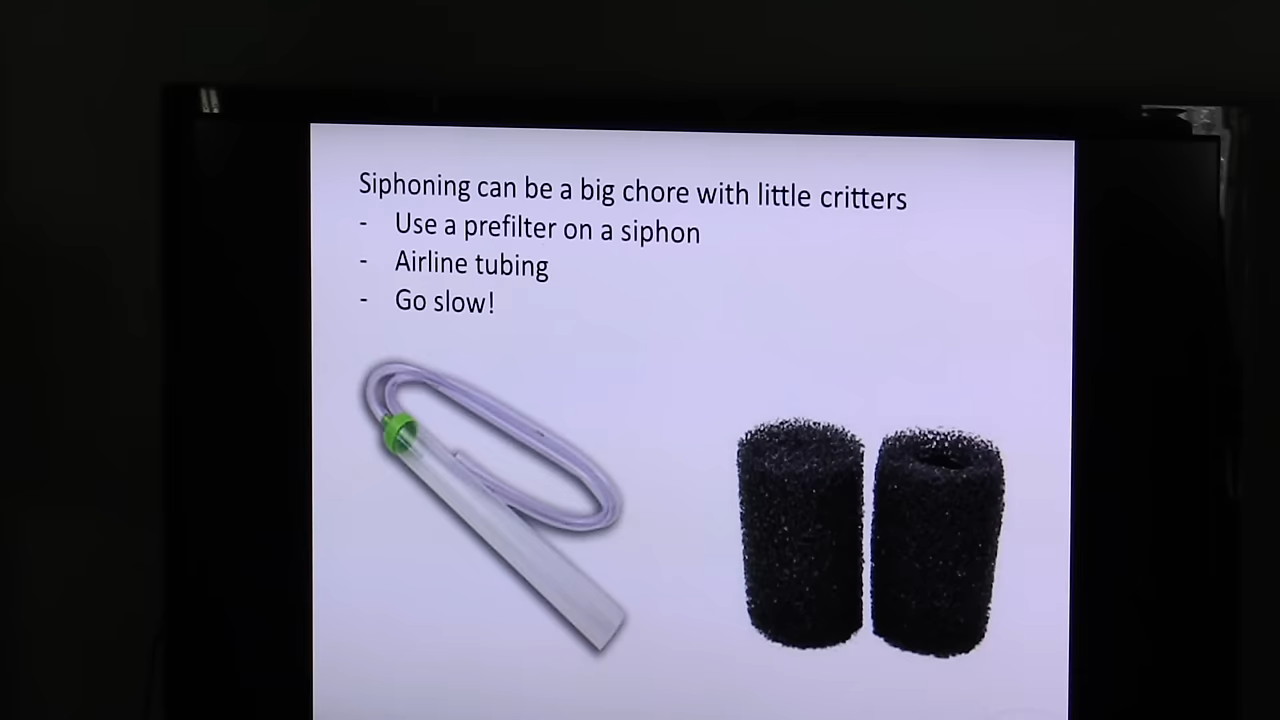 Siphoning can be a big chore with little critters
- Use a prefilter on a siphon
- Airline tubing
- Go slow!